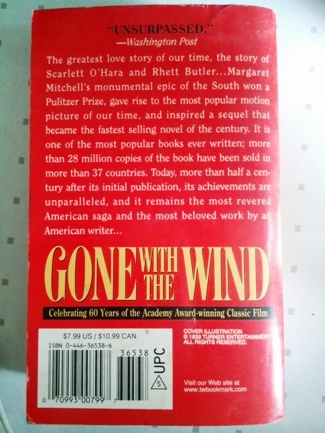 "UNSURPASSED."
—Washington Post
The greatest love story of our time, the story of
Scarlett O'Hara and Rhett Butler...Margaret
Mitchell's monumental epic of the South won a
Pulitzer Prize, gave rise to the most popular motion
picture of our time, and inspired a sequel that
became the fastest selling novel of the century. It is
one of the most popular books ever written; more
than 28 million copies of the book have been sold in
more than 37 countries. Today, more than half a cen-
tury after its initial publication, its achievements are
unparalleled, and it remains the most revered
American saga and the most beloved work by an
American writer...
GONE WITH THE WIND
Celebrating 60 Years of the Academy Award-winning Classic Film
$7.99 US / $10.99 CAN.
ISBN 0-446-36538-6
36538
0 70993 00799 7
UPC
S
COVER ILLUSTRATION
© 1939 TURNER ENTERTAINMENT
ALL RIGHTS RESERVED.
Visit our Web site at
www.twbookmark.com